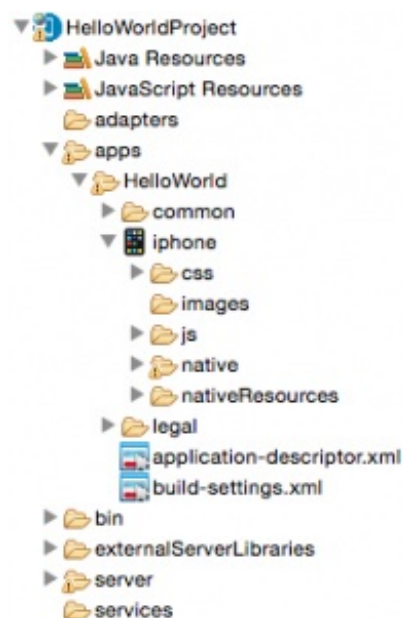 HelloWorldProject
Java Resources
JavaScript Resources
adapters
apps
HelloWorld
common
iphone
css
images
js
native
nativeResources
legal
application-descriptor.xml
build-settings.xml
bin
externalServerLibraries
server
services